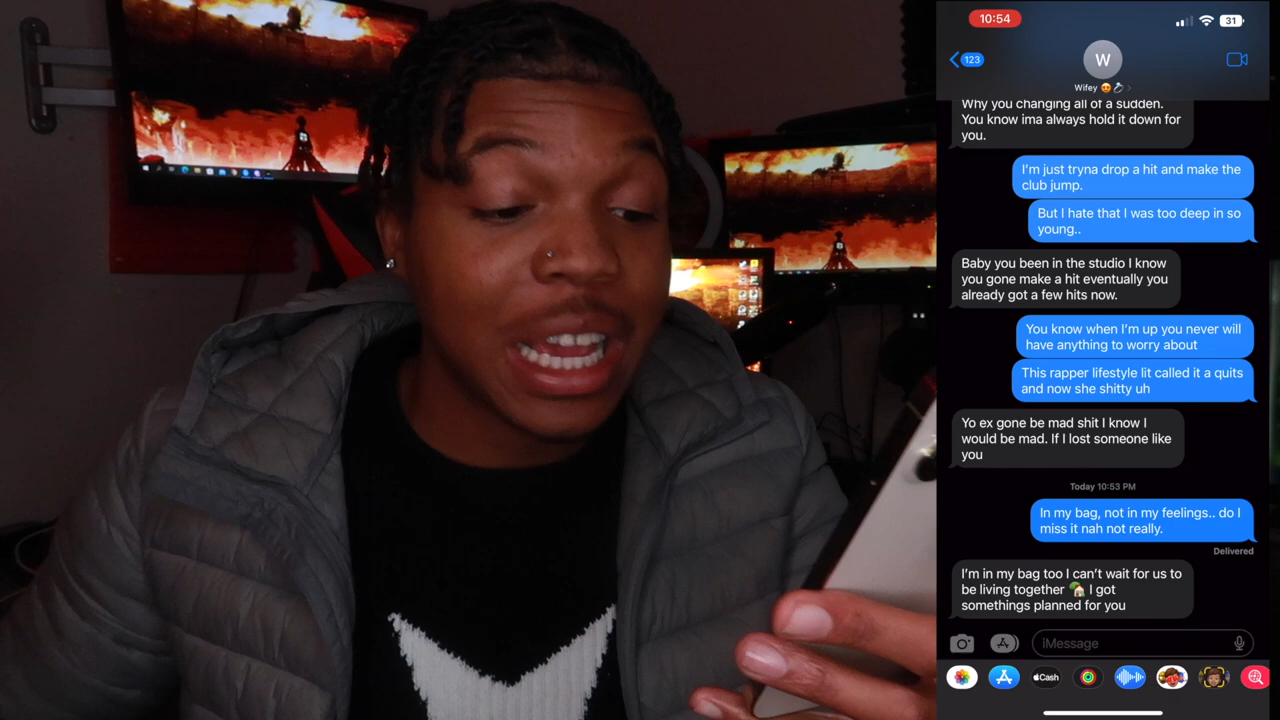 10:54
31
123
W
Wifey 😍💍 >
Why you changing all of a sudden.
You know ima always hold it down for
you.
I'm just tryna drop a hit and make the
club jump.
But I hate that I was too deep in so
young..
Baby you been in the studio I know
you gone make a hit eventually you
already got a few hits now.
You know when I'm up you never will
have anything to worry about
This rapper lifestyle lit called it a quits
and now she shitty uh
Yo ex gone be mad shit I know I
would be mad. If I lost someone like
you
Today 10:53 PM
In my bag, not in my feelings.. do I
miss it nah not really.
Delivered
I'm in my bag too I can't wait for us to
be living together 🏡 I got
somethings planned for you
iMessage
Cash